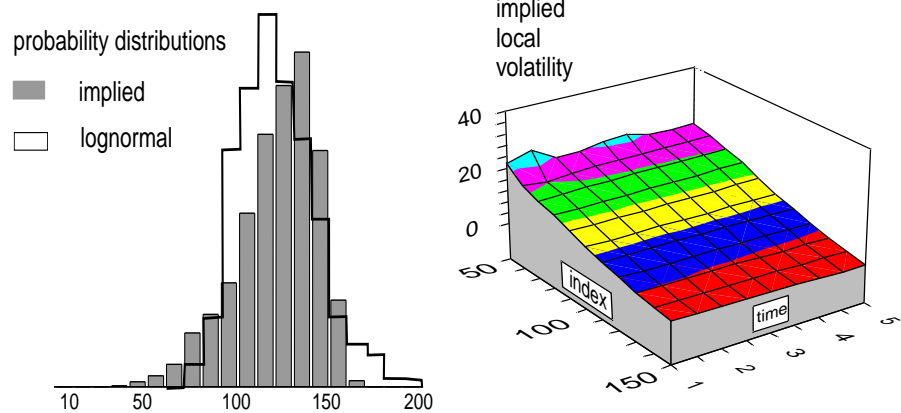 probability distributions
implied
lognormal
10 50 100 150 200
implied
local
volatility
40
20
0
50
100
150
index
time
1 2 3 4 5